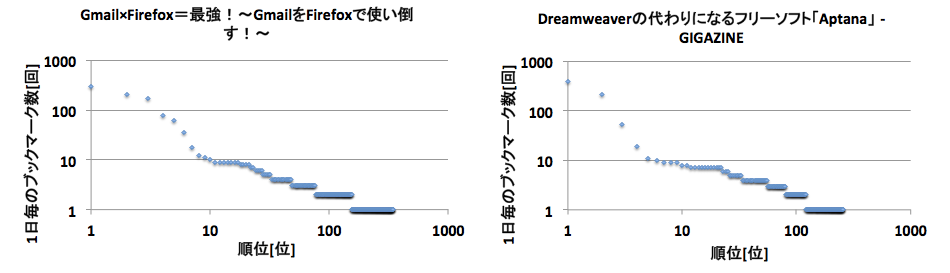 Gmail×Firefox＝最強！～GmailをFirefoxで使い倒
す！～
1日毎のブックマーク数[回]
1000
100
10
1
1
10
100
1000
順位[位]
Dreamweaverの代わりになるフリーソフト「Aptana」 -
GIGAZINE
1日毎のブックマーク数[回]
1000
100
10
1
1
10
100
1000
順位[位]